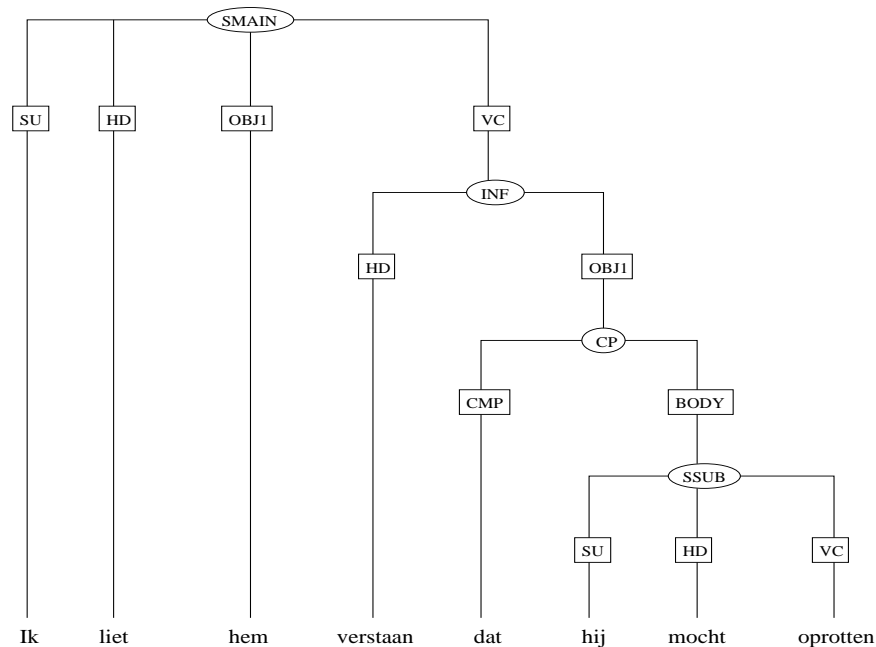 SMAIN
SU HD OBJ1 VC
INF
HD OBJ1
CP
CMP BODY
SSUB
SU HD VC
Ik liet hem verstaan dat hij mocht oprotten